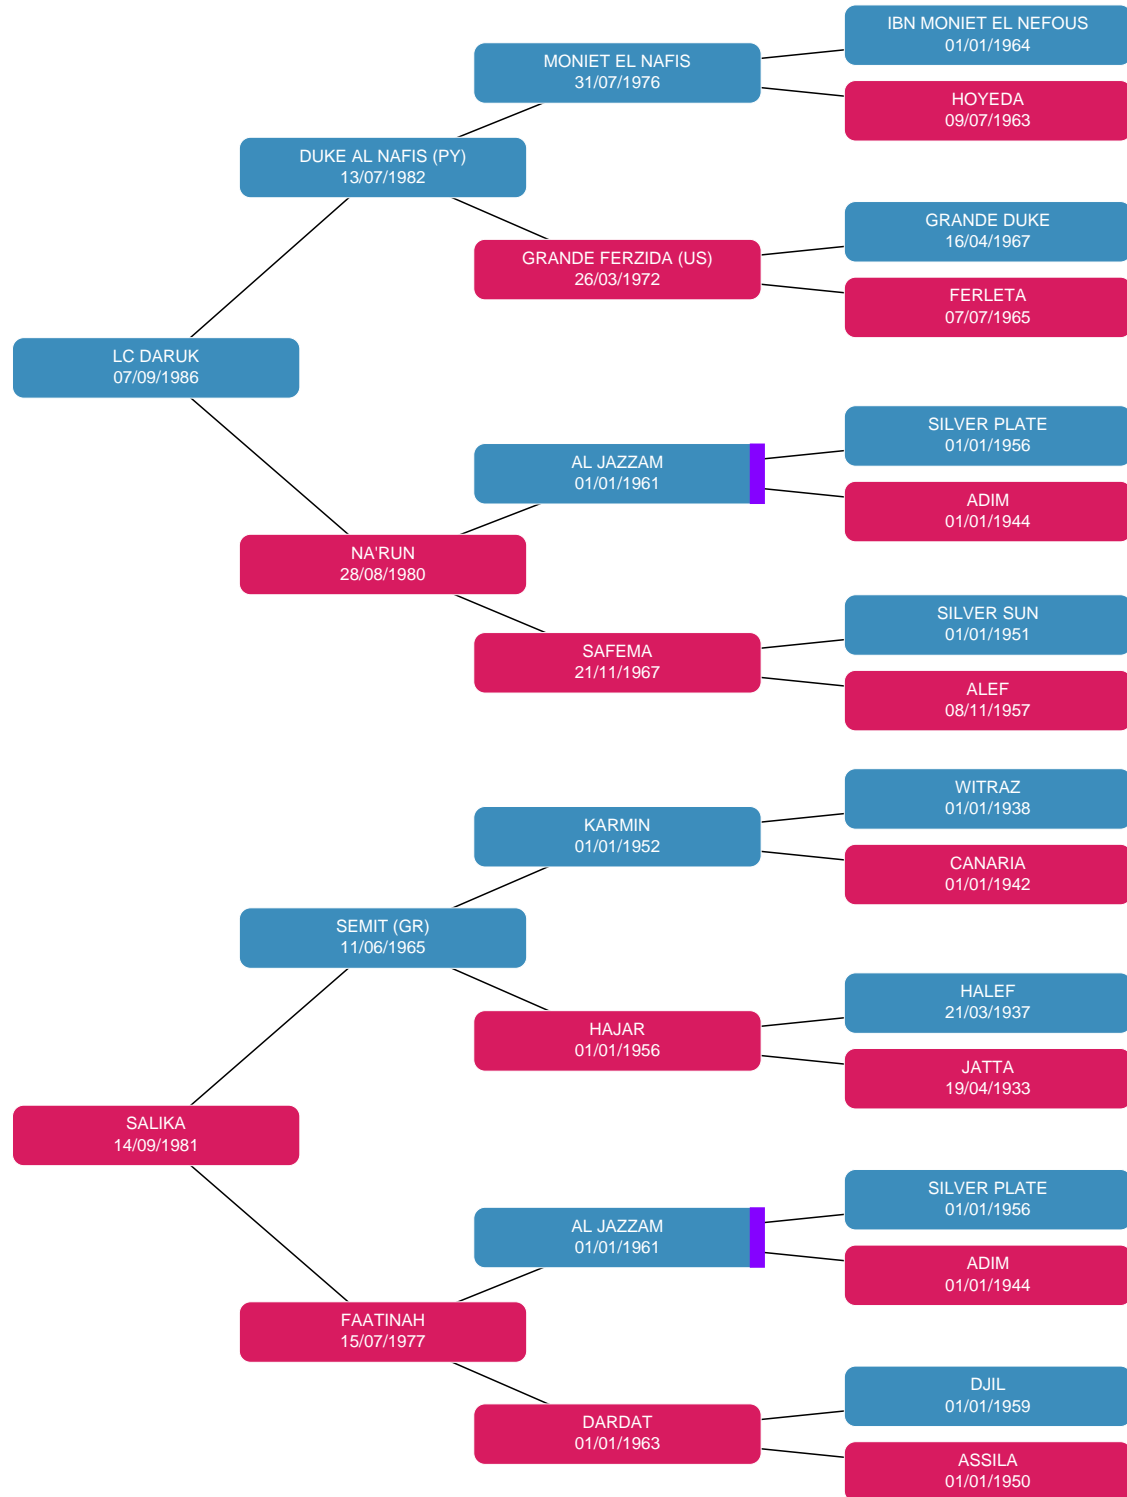 IBN MONIET EL NEFOUS
01/01/1964
MONIET EL NAFIS
31/07/1976
HOYEDA
09/07/1963
DUKE AL NAFIS (PY)
13/07/1982
GRANDE DUKE
16/04/1967
GRANDE FERZIDA (US)
26/03/1972
FERLETA
07/07/1965
LC DARUK
07/09/1986
SILVER PLATE
01/01/1956
AL JAZZAM
01/01/1961
ADIM
01/01/1944
NA'RUN
28/08/1980
SILVER SUN
01/01/1951
SAFEMA
21/11/1967
ALEF
08/11/1957
WITRAZ
01/01/1938
KARMIN
01/01/1952
CANARIA
01/01/1942
SEMIT (GR)
11/06/1965
HALEF
21/03/1937
HAJAR
01/01/1956
JATTA
19/04/1933
SALIKA
14/09/1981
SILVER PLATE
01/01/1956
AL JAZZAM
01/01/1961
ADIM
01/01/1944
FAATINAH
15/07/1977
DJIL
01/01/1959
DARDAT
01/01/1963
ASSILA
01/01/1950